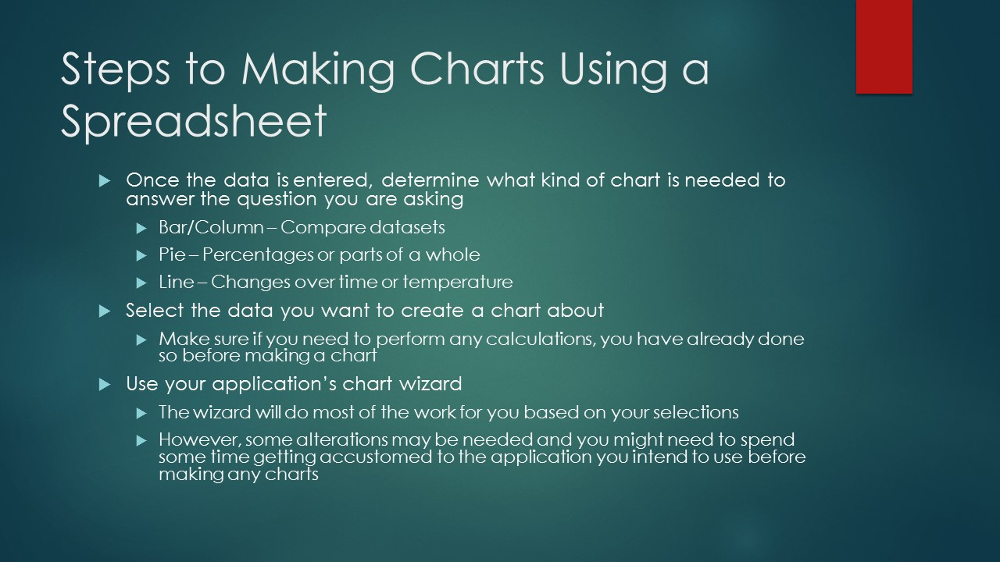 Steps to Making Charts Using a
Spreadsheet
Once the data is entered, determine what kind of chart is needed to
answer the question you are asking
Bar/Column – Compare datasets
Pie – Percentages or parts of a whole
Line – Changes over time or temperature
Select the data you want to create a chart about
Make sure if you need to perform any calculations, you have already done
so before making a chart
Use your application’s chart wizard
The wizard will do most of the work for you based on your selections
However, some alterations may be needed and you might need to spend
some time getting accustomed to the application you intend to use before
making any charts